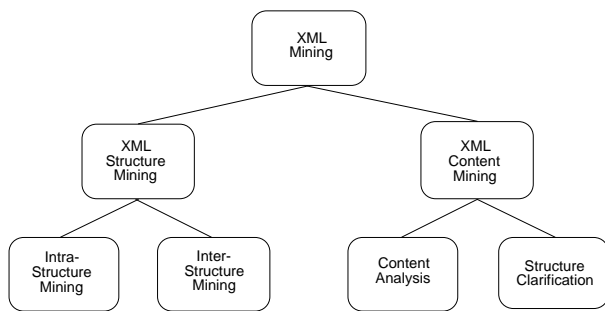 XML
Mining
XML
Structure
Mining
XML
Content
Mining
Intra-
Structure
Mining
Inter-
Structure
Mining
Content
Analysis
Structure
Clarification